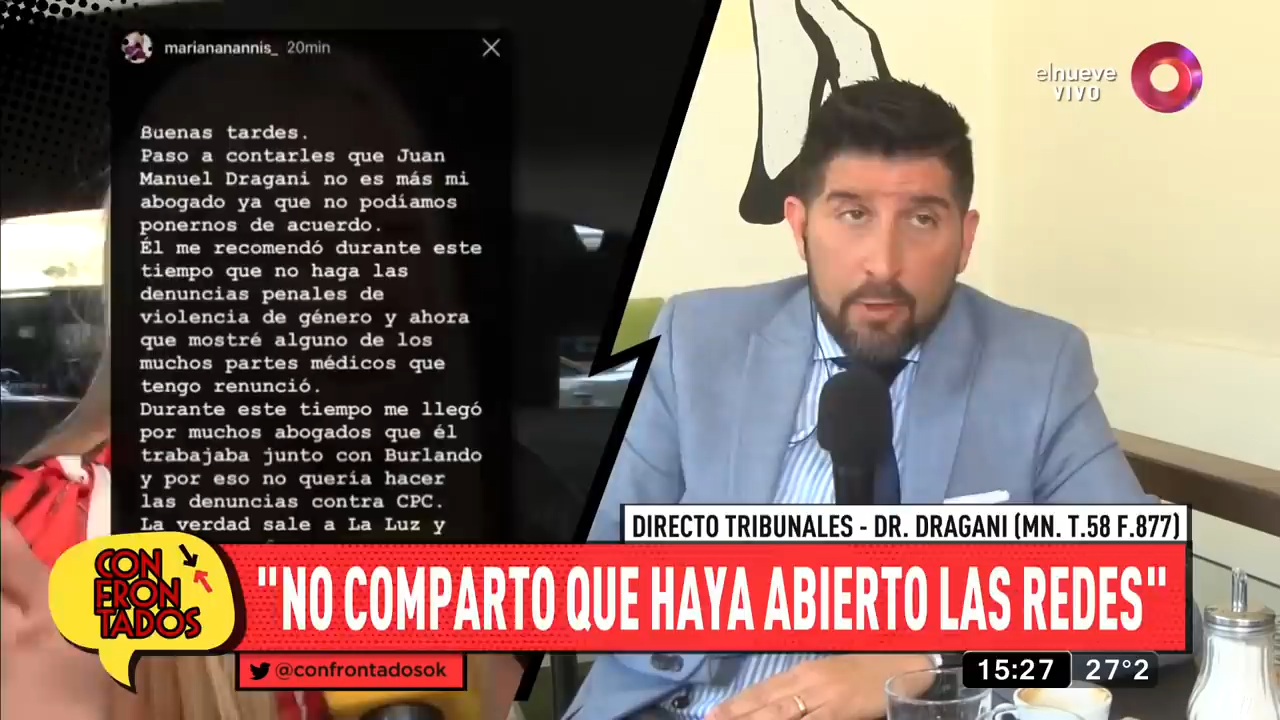 mariananannis_ 20min
Buenas tardes.
Paso a contarles que Juan
Manuel Dragani no es más mi
abogado ya que no podíamos
ponernos de acuerdo.
Él me recomendó durante este
tiempo que no haga las
denuncias penales de
violencia de género y ahora
que mostré alguno de los
muchos partes médicos que
tengo renunció.
Durante este tiempo me llegó
por muchos abogados que él
trabajaba junto con Burlando
y por eso no quería hacer
las denuncias contra CPC.
La verdad sale a La Luz y
elnueve
VIVO
DIRECTO TRIBUNALES - DR. DRAGANI (MN. T.58 F.877)
CON
FRON
TADOS
"NO COMPARTO QUE HAYA ABIERTO LAS REDES"
@confrontadosok
15:27 27°2